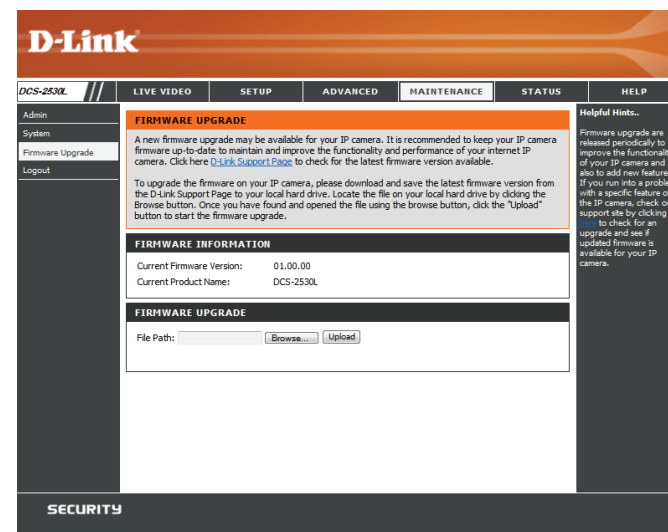 D-Link
DCS-2530L
LIVE VIDEO
SETUP
ADVANCED
MAINTENANCE
STATUS
HELP
Admin
System
Firmware Upgrade
Logout
FIRMWARE UPGRADE
A new firmware upgrade may be available for your IP camera. It is recommended to keep your IP camera
firmware up-to-date to maintain and improve the functionality and performance of your internet IP
camera. Click here D-Link Support Page to check for the latest firmware version available.
To upgrade the firmware on your IP camera, please download and save the latest firmware version from
the D-Link Support Page to your local hard drive. Locate the file on your local hard drive by clicking the
Browse button. Once you have found and opened the file using the browse button, click the "Upload"
button to start the firmware upgrade.
FIRMWARE INFORMATION
Current Firmware Version: 01.00.00
Current Product Name: DCS-2530L
FIRMWARE UPGRADE
File Path: Browse... Upload
Helpful Hints..
Firmware upgrade are
released periodically to
improve the functionalit
of your IP camera and
also to add new feature
If you run into a proble
with a specific feature o
the IP camera, check o
support site by clicking
here to check for an
upgrade and see if
updated firmware is
available for your IP
camera.
SECURITY